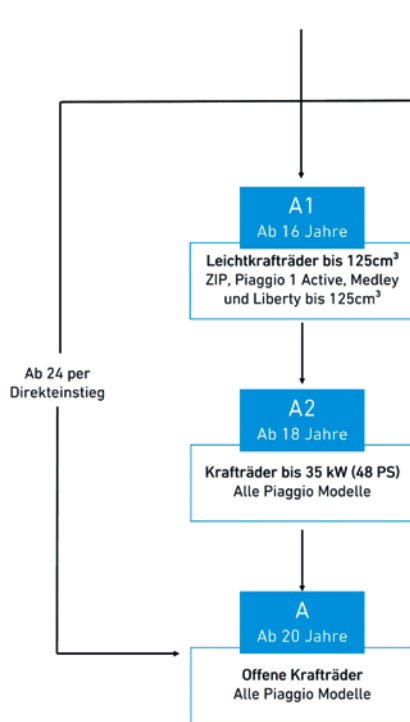 A1
Ab 16 Jahre
Leichtkrafträder bis 125cm³
ZIP, Piaggio 1 Active, Medley
und Liberty bis 125cm³
Ab 24 per
Direkteinstieg
A2
Ab 18 Jahre
Krafträder bis 35 kW (48 PS)
Alle Piaggio Modelle
A
Ab 20 Jahre
Offene Krafträder
Alle Piaggio Modelle